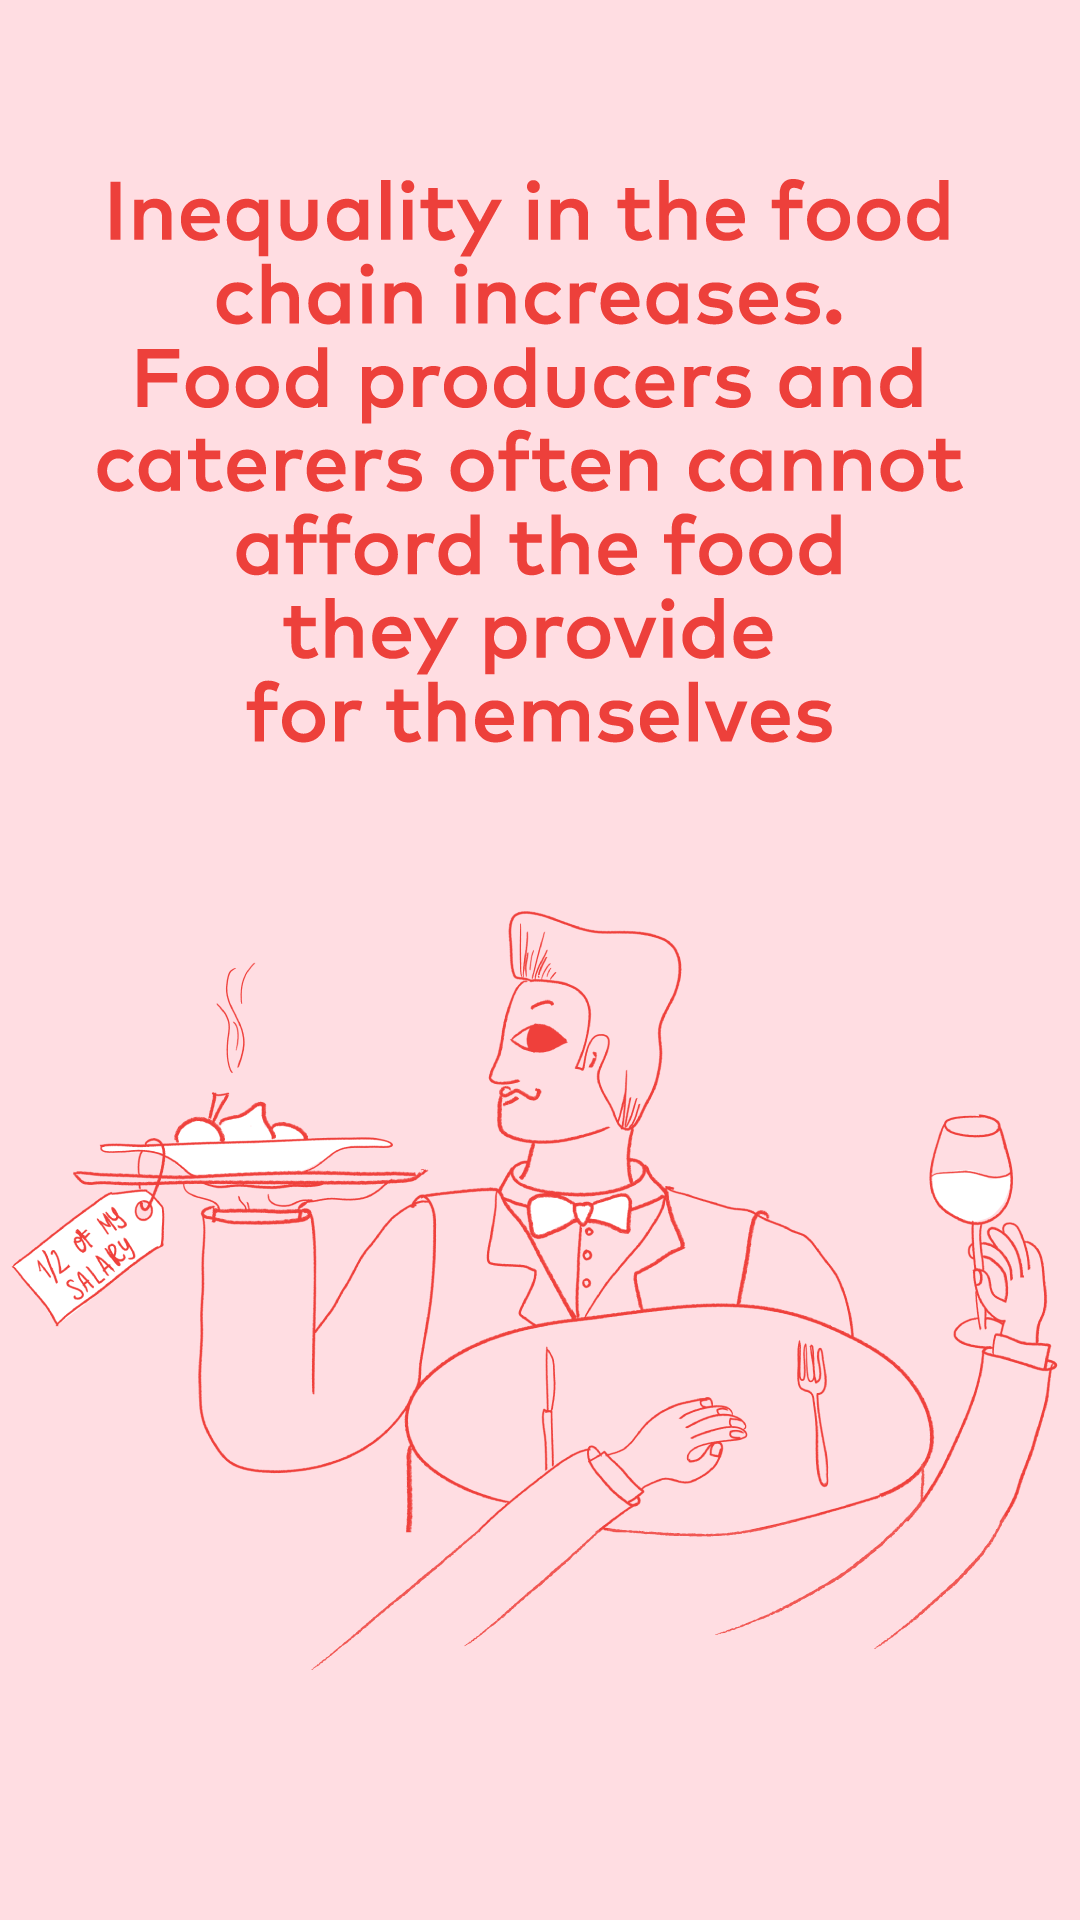 Inequality in the food
chain increases.
Food producers and
caterers often cannot
afford the food
they provide
for themselves
1/2 OF MY
SALARY